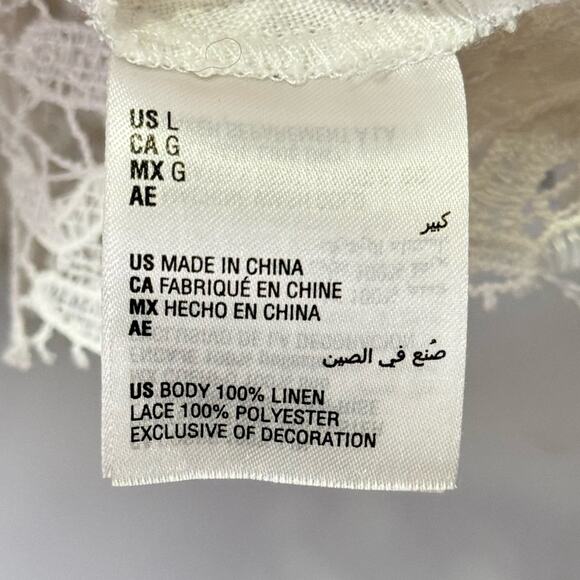 US L
CA G
MX G
AE
كبير
US MADE IN CHINA
CA FABRIQUÉ EN CHINE
MX HECHO EN CHINA
AE
صُنع في الصين
US BODY 100% LINEN
LACE 100% POLYESTER
EXCLUSIVE OF DECORATION